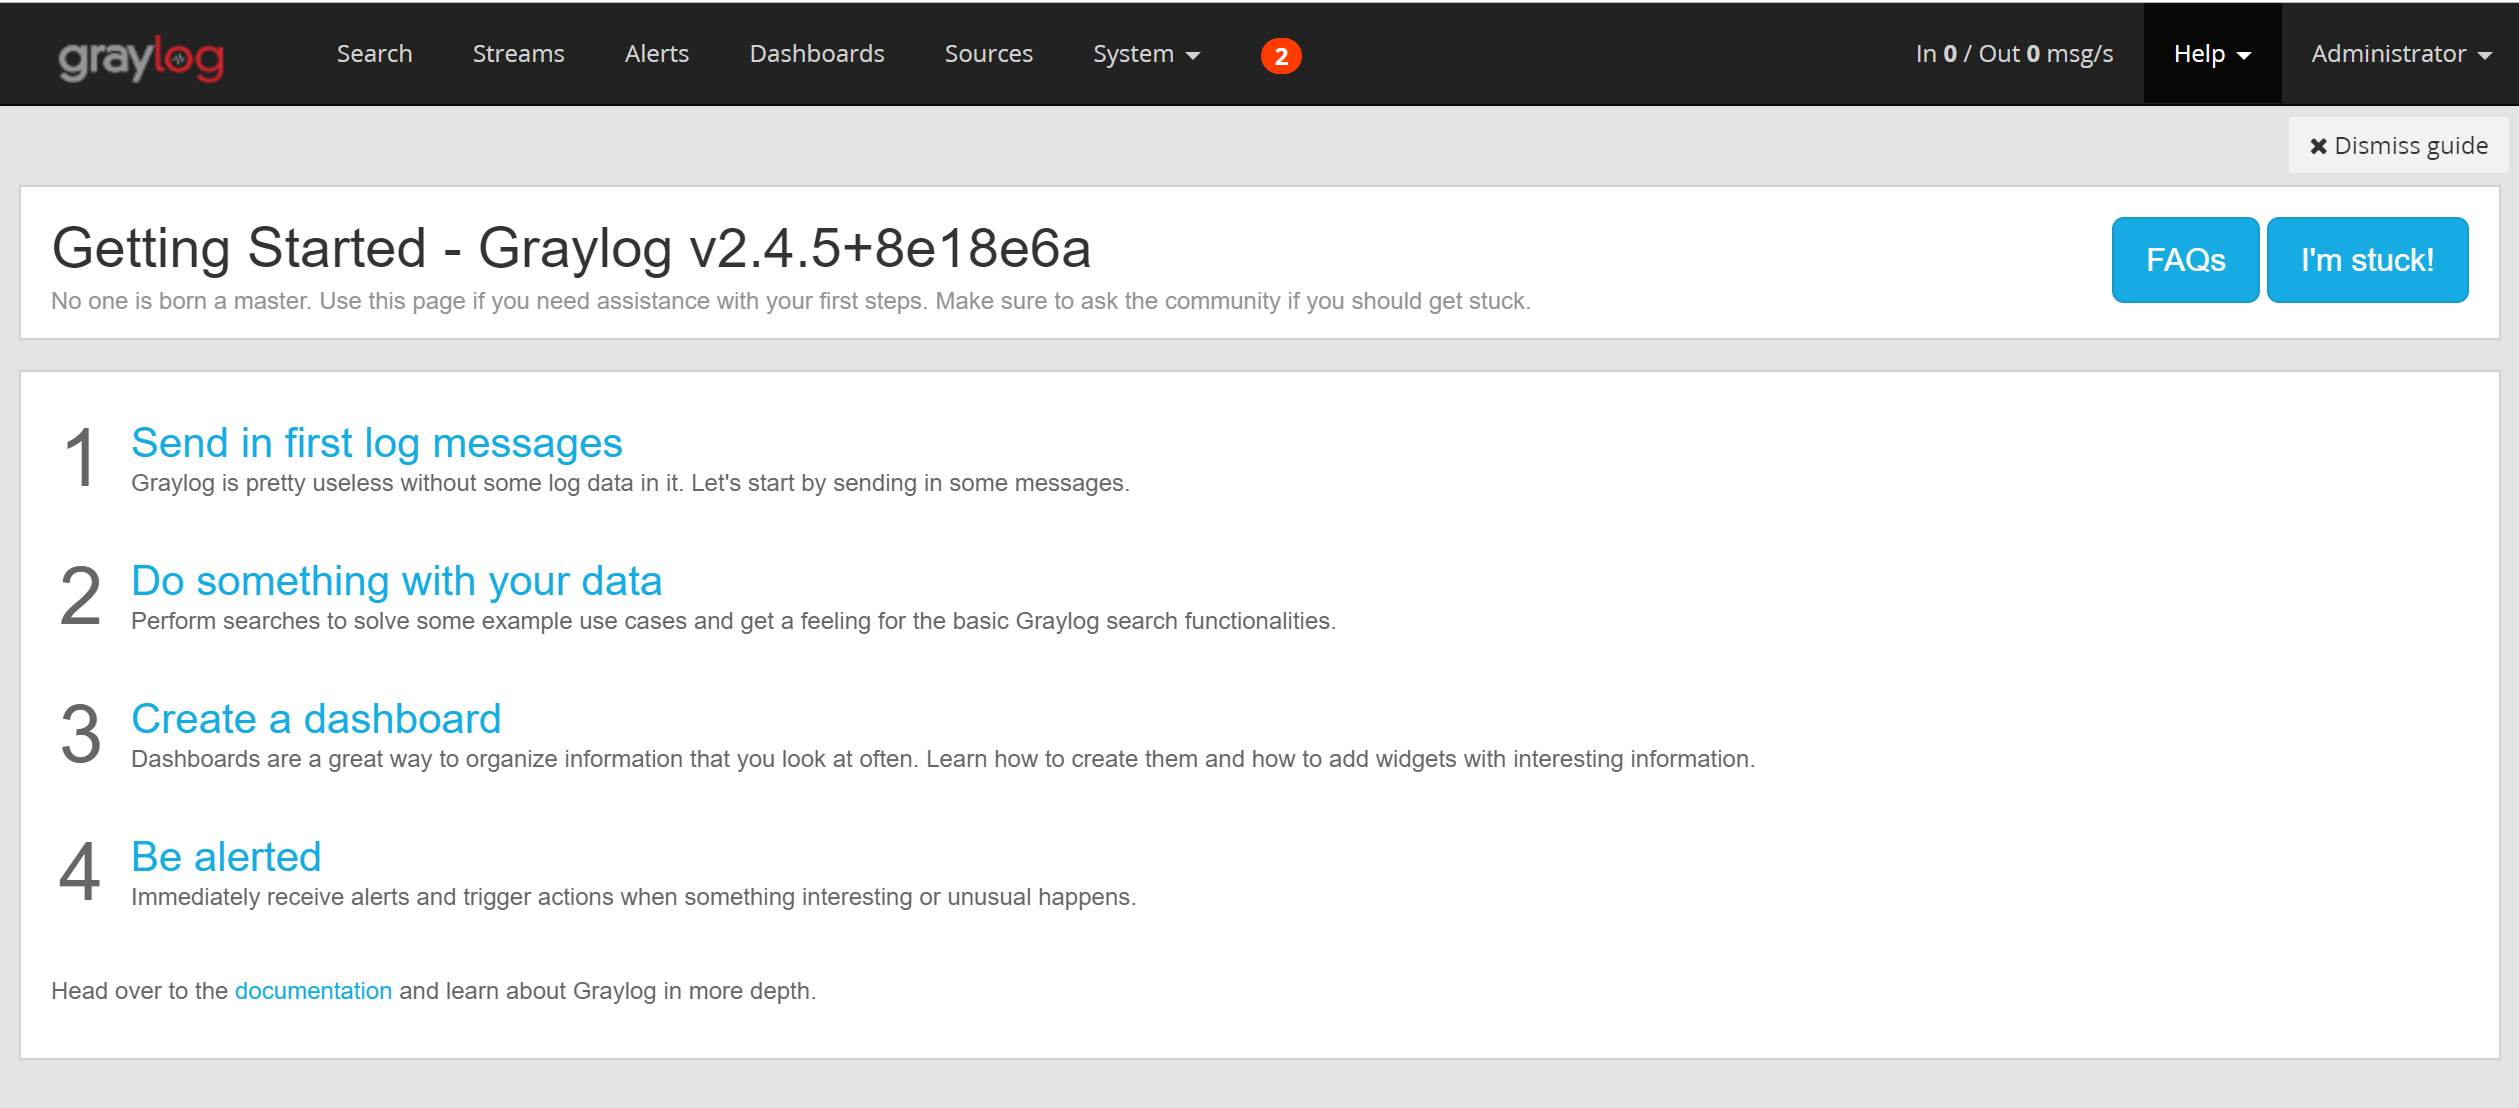 graylog Search Streams Alerts Dashboards Sources System 2 In 0 / Out 0 msg/s Help Administrator
Dismiss guide
Getting Started - Graylog v2.4.5+8e18e6a
No one is born a master. Use this page if you need assistance with your first steps. Make sure to ask the community if you should get stuck.
FAQs I'm stuck!
1 Send in first log messages
Graylog is pretty useless without some log data in it. Let's start by sending in some messages.
2 Do something with your data
Perform searches to solve some example use cases and get a feeling for the basic Graylog search functionalities.
3 Create a dashboard
Dashboards are a great way to organize information that you look at often. Learn how to create them and how to add widgets with interesting information.
4 Be alerted
Immediately receive alerts and trigger actions when something interesting or unusual happens.
Head over to the documentation and learn about Graylog in more depth.